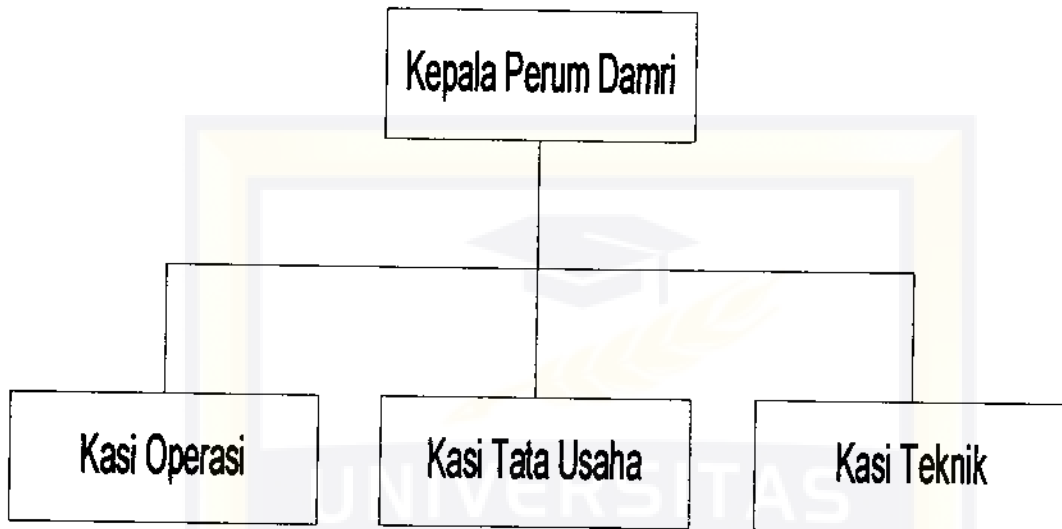 Kepala Perum Damri
Kasi Operasi
Kasi Tata Usaha
Kasi Teknik
UNIVERSITAS